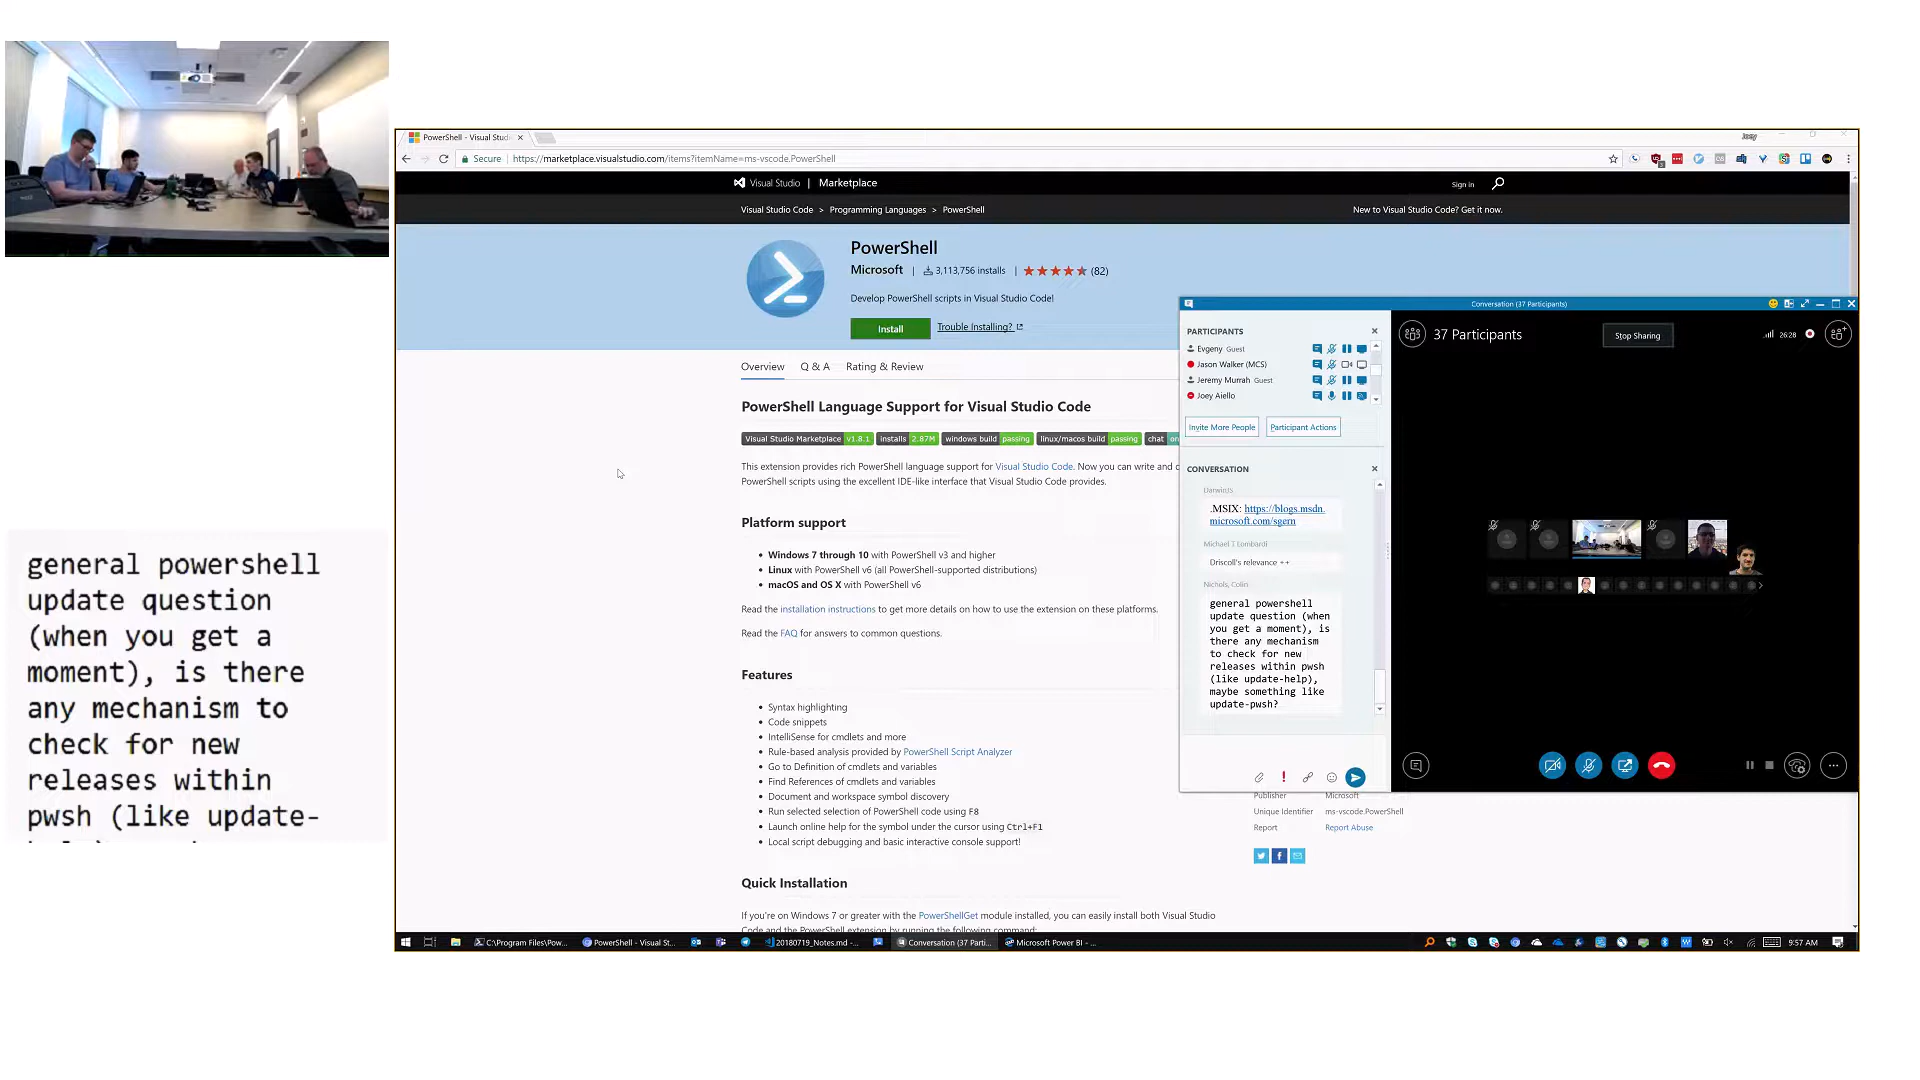 PowerShell - Visual Studi
Josy
Secure
https://marketplace.visualstudio.com/items?itemName=ms-vscode.PowerShell
Visual Studio | Marketplace
Sign in
Visual Studio Code > Programming Languages > PowerShell
New to Visual Studio Code? Get it now.
PowerShell
Microsoft | 3,113,756 installs | (82)
Develop PowerShell scripts in Visual Studio Code!
Install
Trouble Installing?
Overview Q & A Rating & Review
PowerShell Language Support for Visual Studio Code
Visual Studio Marketplace v1.8.1 installs 2.87M windows build passing linux/macos build passing chat on
This extension provides rich PowerShell language support for Visual Studio Code. Now you can write and d
PowerShell scripts using the excellent IDE-like interface that Visual Studio Code provides.
Platform support
Windows 7 through 10 with PowerShell v3 and higher
Linux with PowerShell v6 (all PowerShell-supported distributions)
macOS and OS X with PowerShell v6
Read the installation instructions to get more details on how to use the extension on these platforms.
Read the FAQ for answers to common questions.
Features
Syntax highlighting
Code snippets
IntelliSense for cmdlets and more
Rule-based analysis provided by PowerShell Script Analyzer
Go to Definition of cmdlets and variables
Find References of cmdlets and variables
Document and workspace symbol discovery
Run selected selection of PowerShell code using F8
Launch online help for the symbol under the cursor using Ctrl+F1
Local script debugging and basic interactive console support!
Quick Installation
If you're on Windows 7 or greater with the PowerShellGet module installed, you can easily install both Visual Studio
Code and the PowerShell extension by running the following command:
Publisher Microsoft
Unique Identifier ms-vscode.PowerShell
Report Report Abuse
Conversation (37 Participants)
PARTICIPANTS
Evgeny Guest
Jason Walker (MCS)
Jeremy Murrah Guest
Joey Aiello
Invite More People
Participant Actions
CONVERSATION
DarwinJS
.MSIX: https://blogs.msdn.
microsoft.com/sgern
Michael T Lombardi
Driscoll's relevance ++
Nichols, Colin
general powershell
update question (when
you get a moment), is
there any mechanism
to check for new
releases within pwsh
(like update-help),
maybe something like
update-pwsh?
37 Participants
Stop Sharing
26:28
general powershell
update question
(when you get a
moment), is there
any mechanism to
check for new
releases within
pwsh (like update-
C:\Program Files\Pow...
PowerShell - Visual St...
20180719_Notes.md -...
Conversation (37 Parti...
Microsoft Power BI - ...
9:57 AM